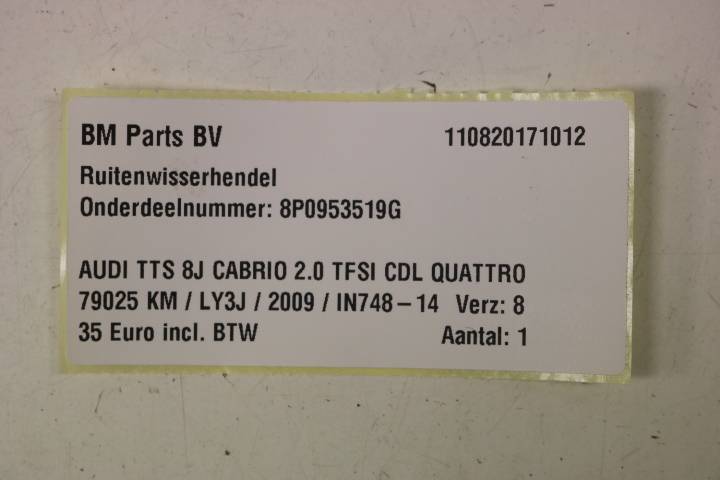 BM Parts BV 110820171012
Ruitenwisserhendel
Onderdeelnummer: 8P0953519G
AUDI TTS 8J CABRIO 2.0 TFSI CDL QUATTRO
79025 KM / LY3J / 2009 / IN748-14 Verz: 8
35 Euro incl. BTW Aantal: 1